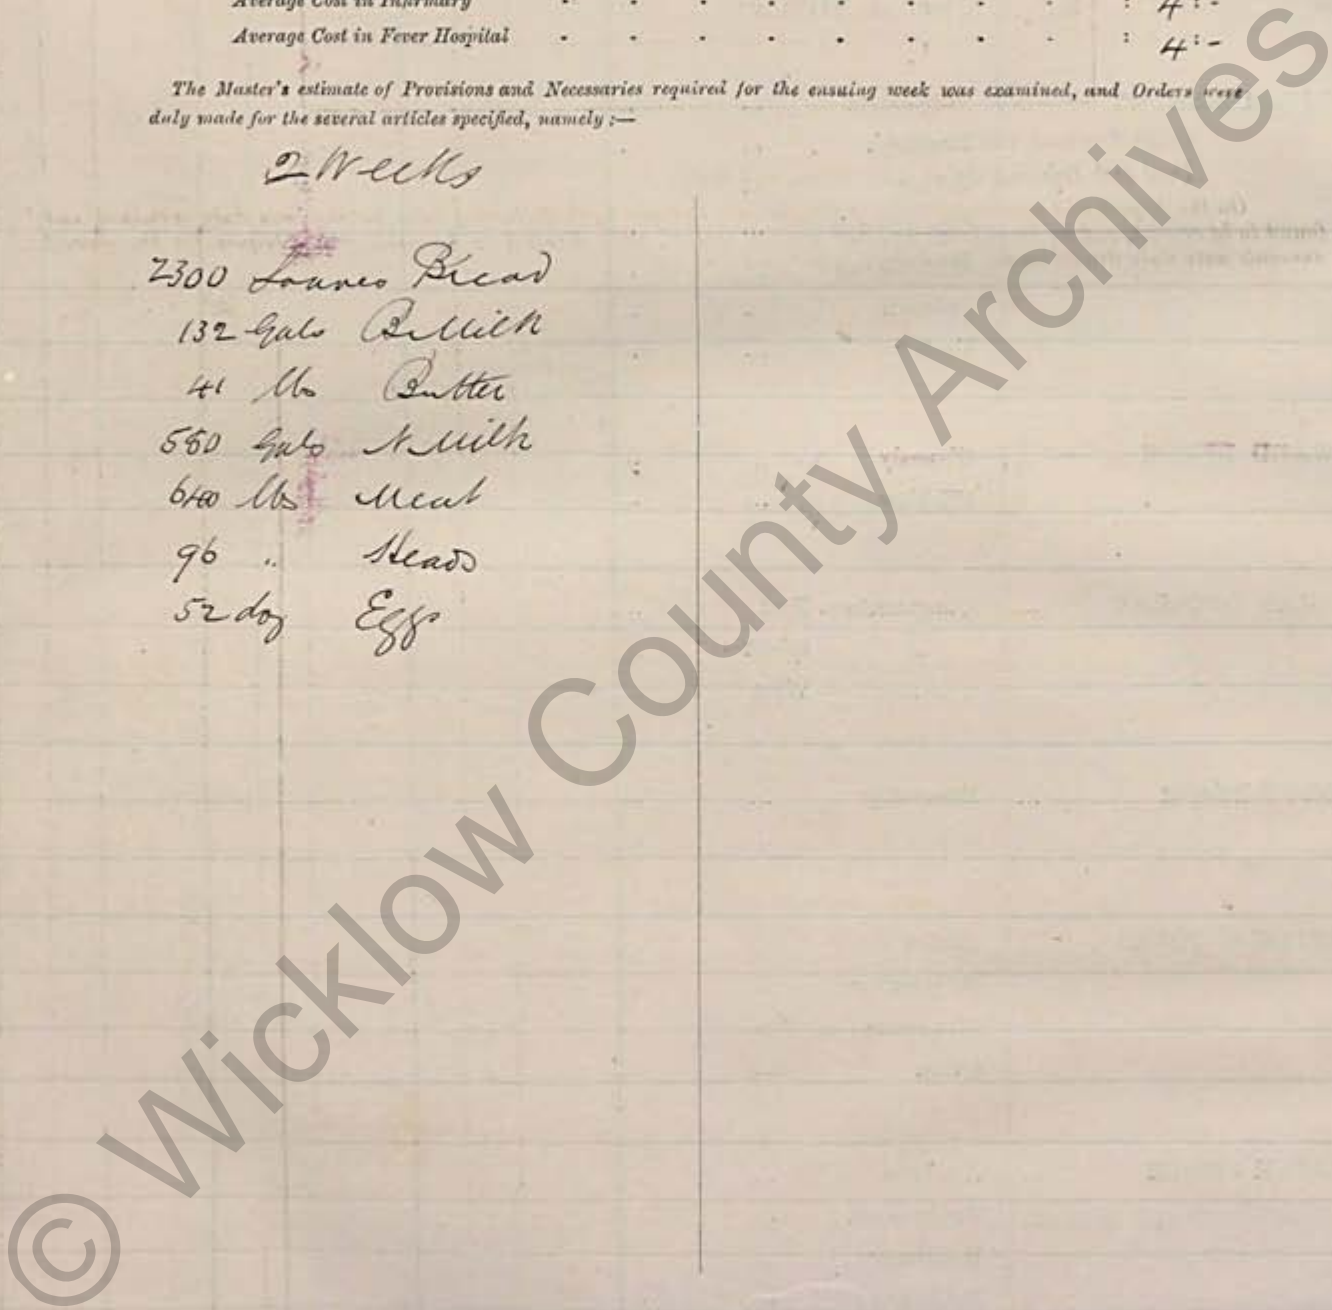 Average Cost in Infirmary : 4 : -
Average Cost in Fever Hospital : 4 : -
The Master's estimate of Provisions and Necessaries required for the ensuing week was examined, and Orders were
duly made for the several articles specified, namely :—
2 Weeks
2300 Loaves Bread
132 Gals B. Milk
41 lbs Butter
580 Gals N Milk
lbs Meat
96 " Heads
52 doz Eggs
© Wicklow County Archives